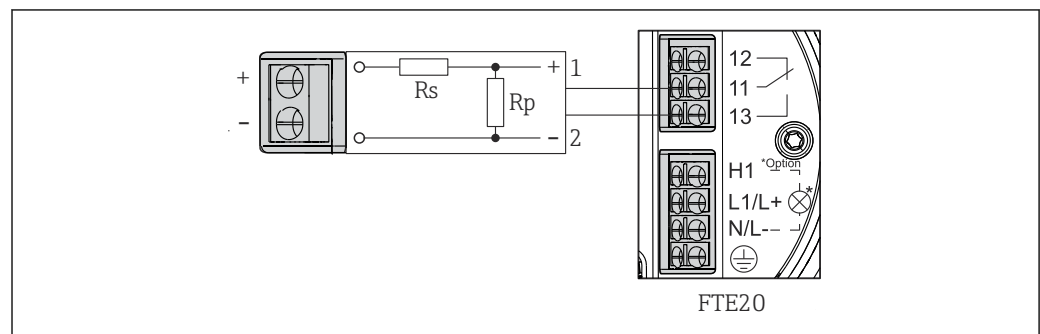 +
-
Rs
Rp
+ 1
- 2
12
11
13
H1 *Option
L1/L+ *
N/L-
FTE20